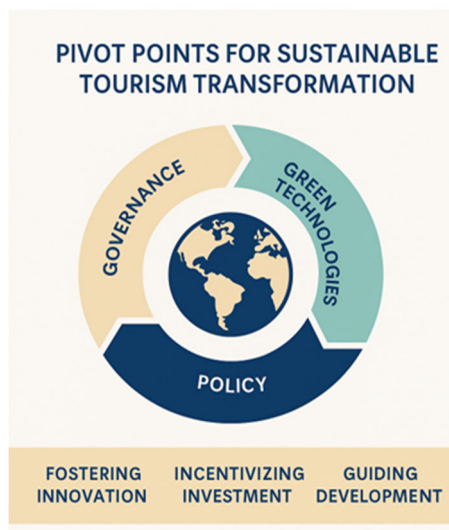 PIVOT POINTS FOR SUSTAINABLE
TOURISM TRANSFORMATION
GOVERNANCE
GREEN
TECHNOLOGIES
POLICY
FOSTERING
INNOVATION
INCENTIVIZING
INVESTMENT
GUIDING
DEVELOPMENT